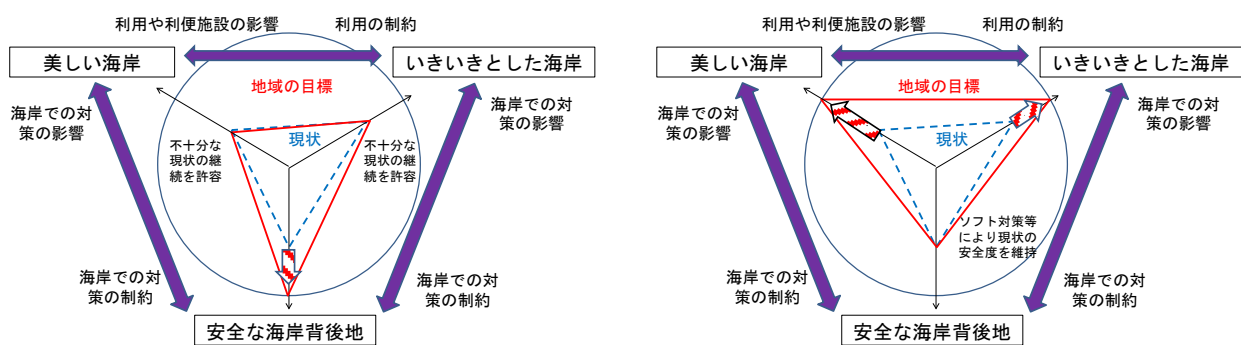 利用や利便施設の影響
利用の制約
美しい海岸
いきいきとした海岸
地域の目標
海岸での対
策の影響
海岸での対
策の影響
不十分な
現状の継
続を許容
現状
不十分な
現状の継
続を許容
海岸での対
策の制約
海岸での対
策の制約
安全な海岸背後地
利用や利便施設の影響
利用の制約
美しい海岸
いきいきとした海岸
地域の目標
海岸での対
策の影響
海岸での対
策の影響
現状
ソフト対策等
により現状の
安全度を維持
海岸での対
策の制約
海岸での対
策の制約
安全な海岸背後地